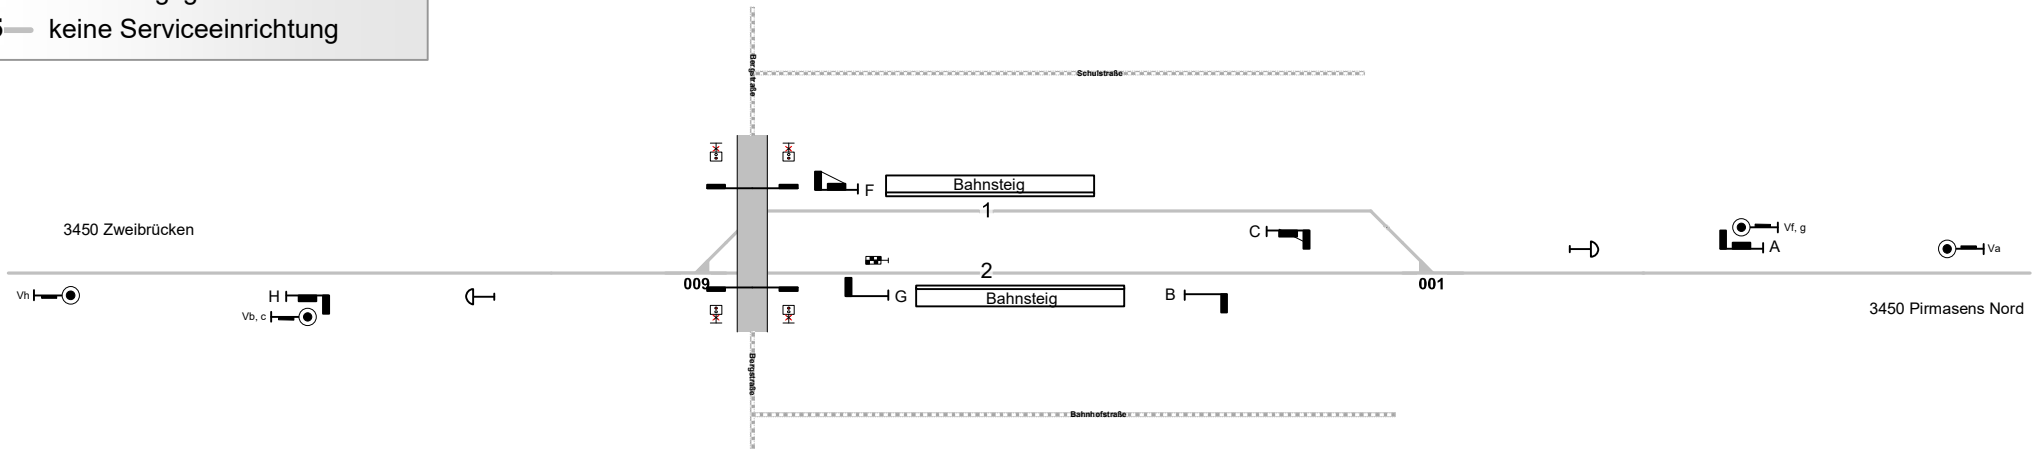 keine Serviceeinrichtung
Bergstraße
Schulstraße
F
Bahnsteig
1
3450 Zweibrücken
C
Vf, g
A
Va
2
009
001
Vh
H
G
Bahnsteig
B
Vb, c
3450 Pirmasens Nord
Bergstraße
Bahnhofstraße